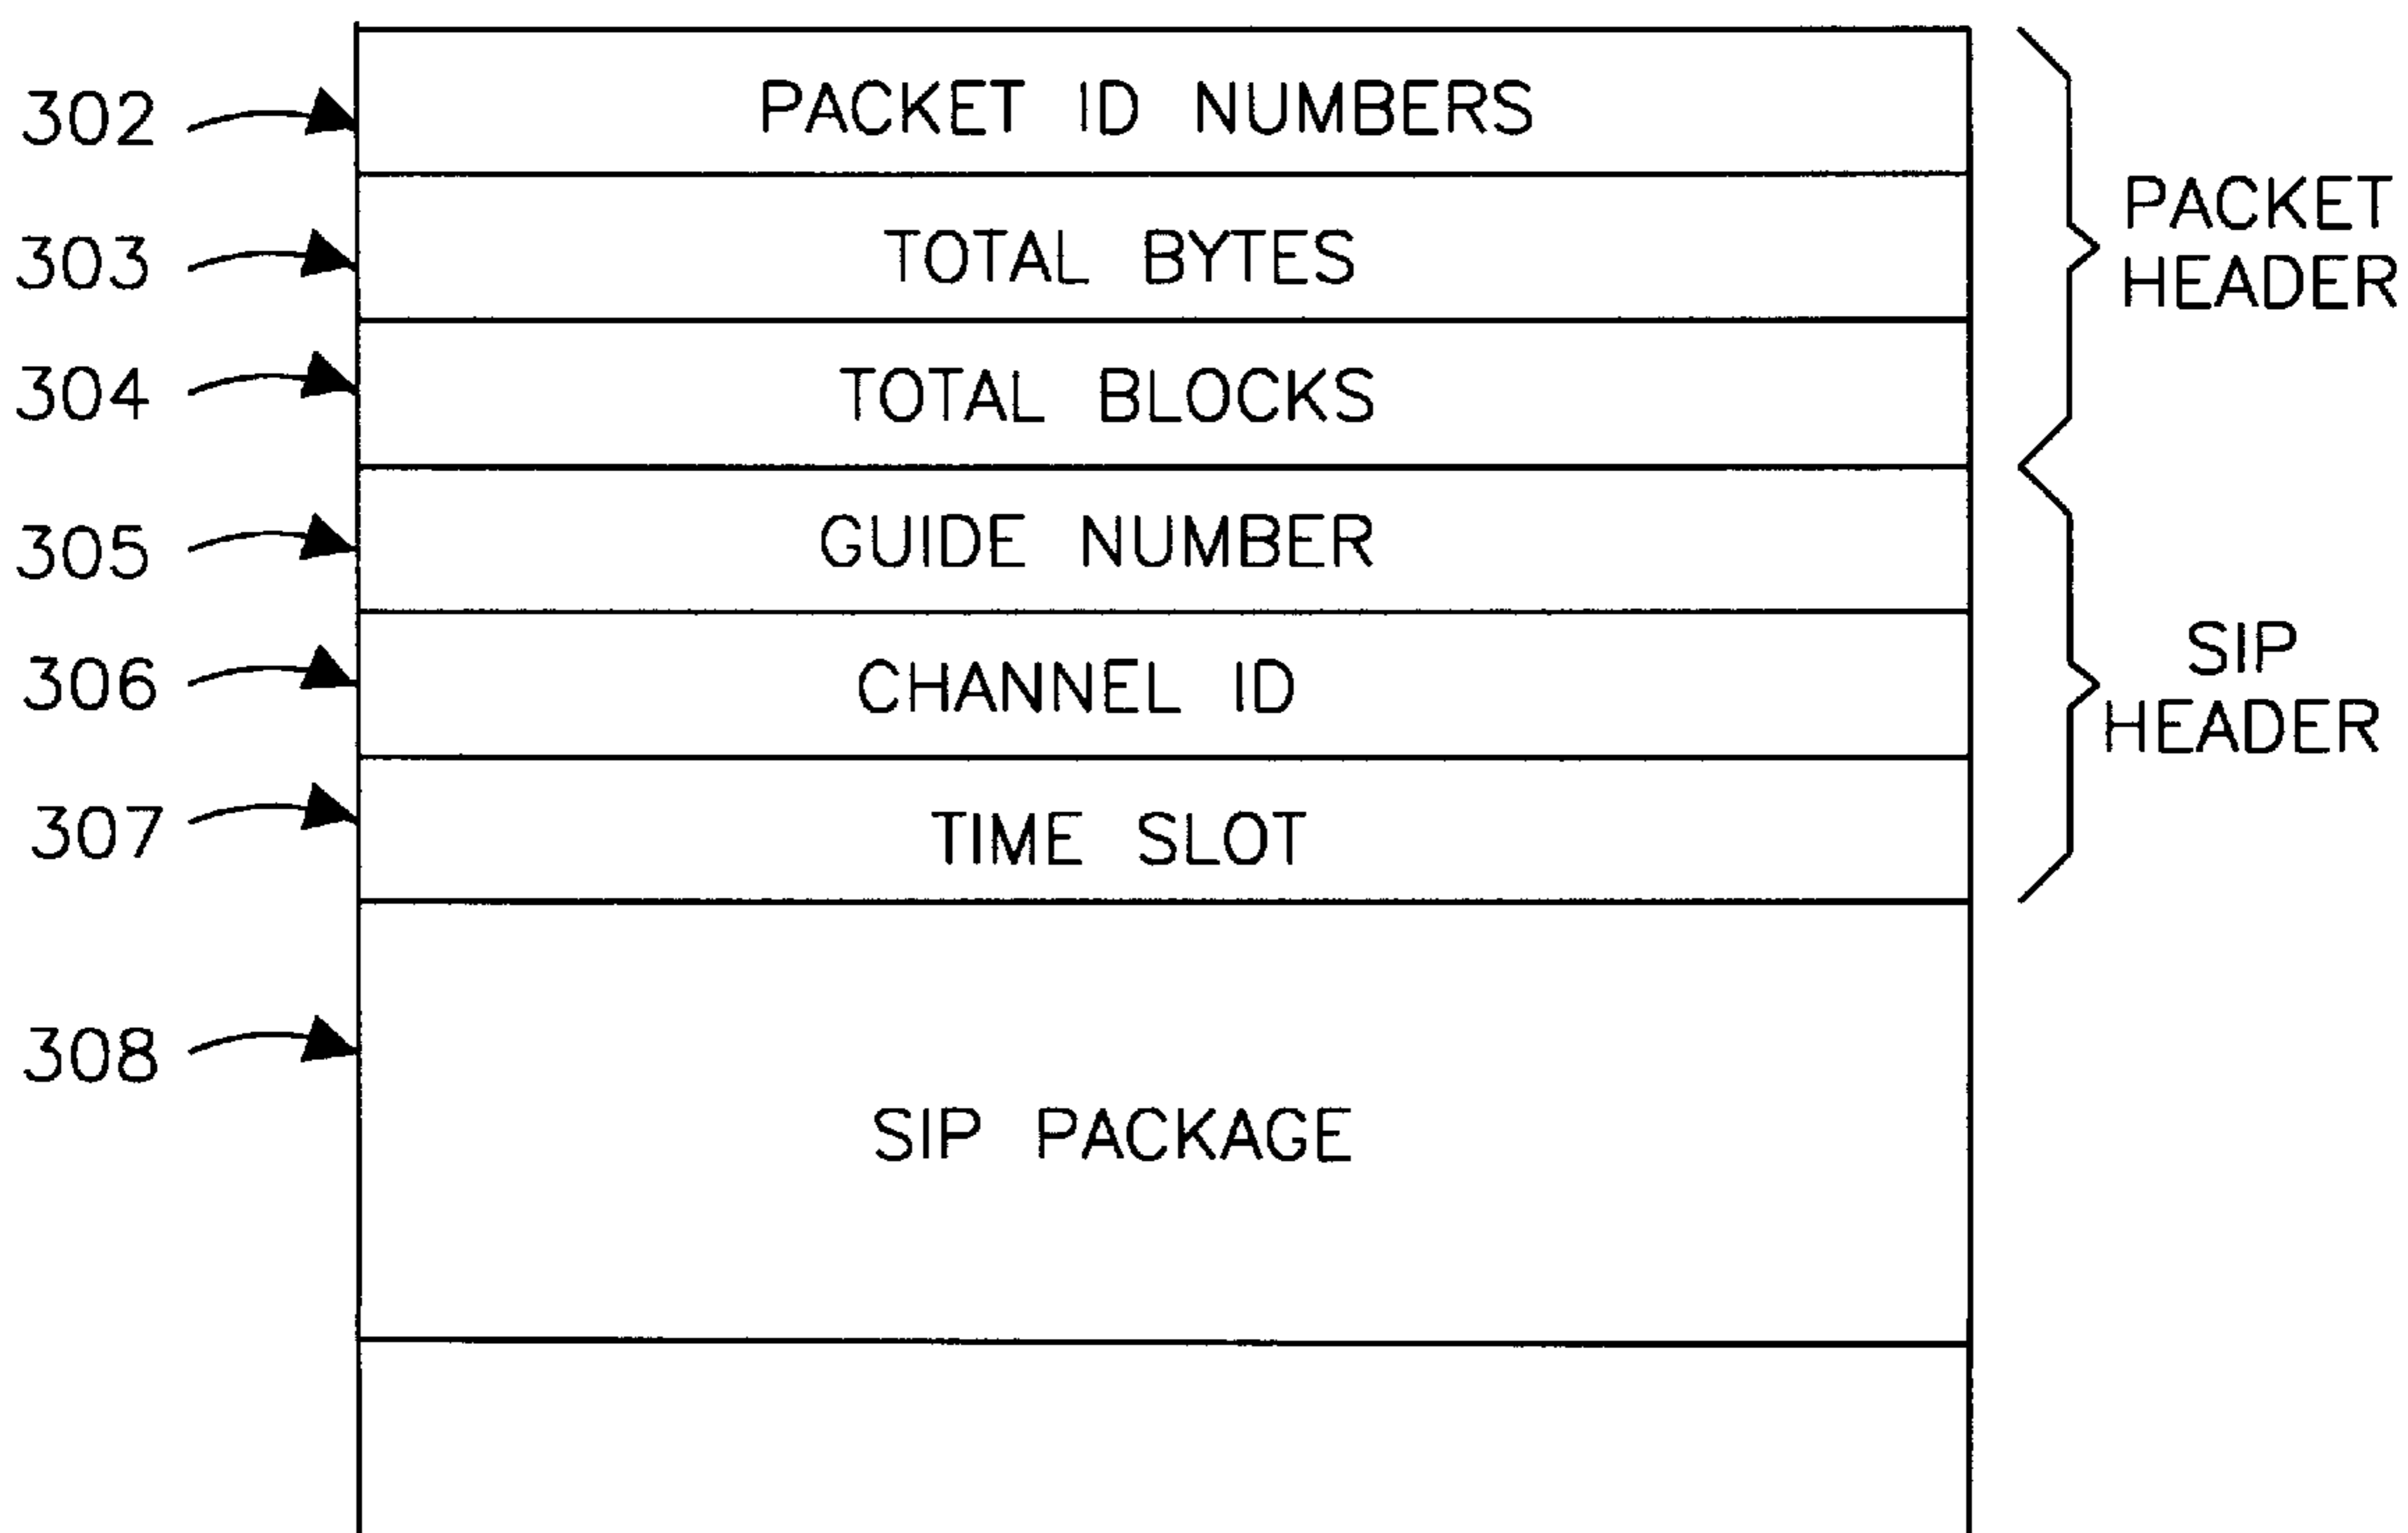 302 PACKET ID NUMBERS
303 TOTAL BYTES
PACKET
HEADER
304 TOTAL BLOCKS
305 GUIDE NUMBER
306 CHANNEL ID
SIP
HEADER
307 TIME SLOT
308 SIP PACKAGE